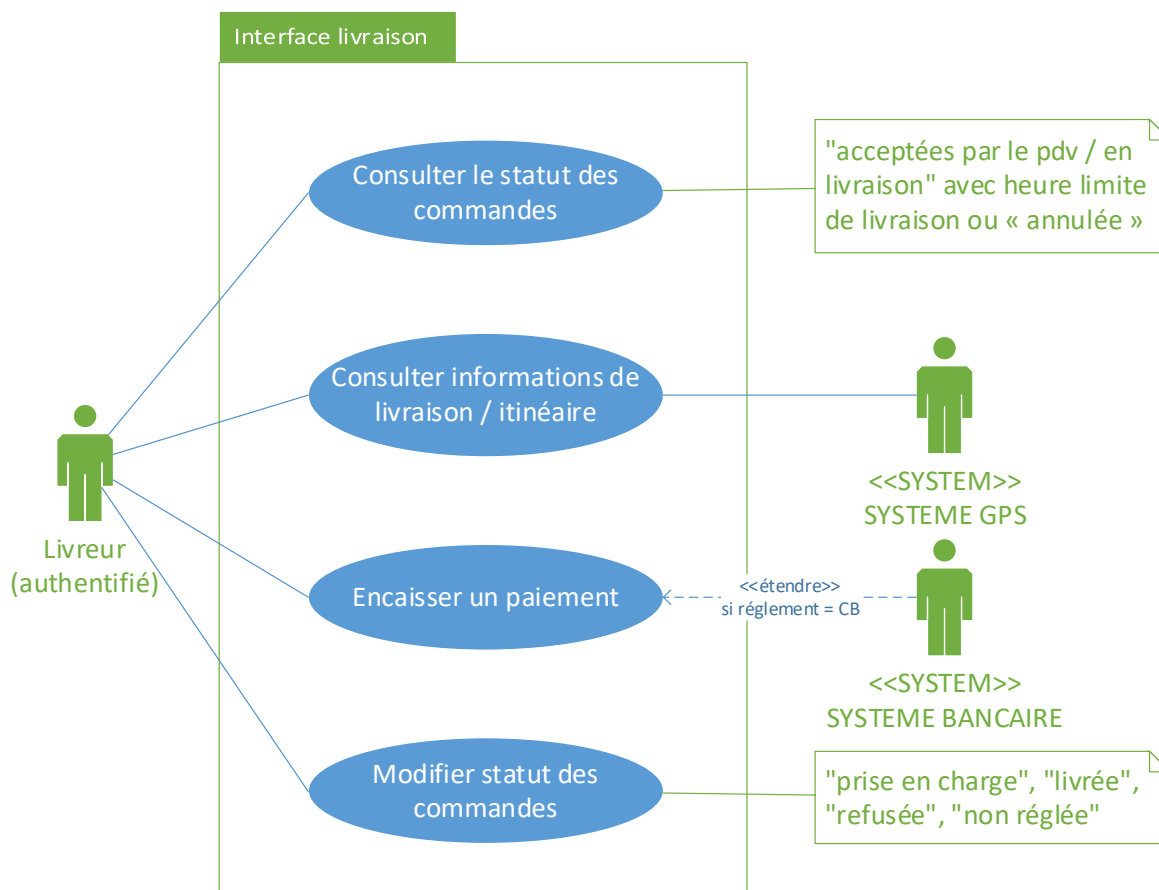 Interface livraison
Consulter le statut des
commandes
"acceptées par le pdv / en
livraison" avec heure limite
de livraison ou « annulée »
Consulter informations de
livraison / itinéaire
<<SYSTEM>>
SYSTEME GPS
Livreur
(authentifié)
Encaisser un paiement
<<étendre>>
si réglement = CB
<<SYSTEM>>
SYSTEME BANCAIRE
Modifier statut des
commandes
"prise en charge", "livrée",
"refusée", "non réglée"